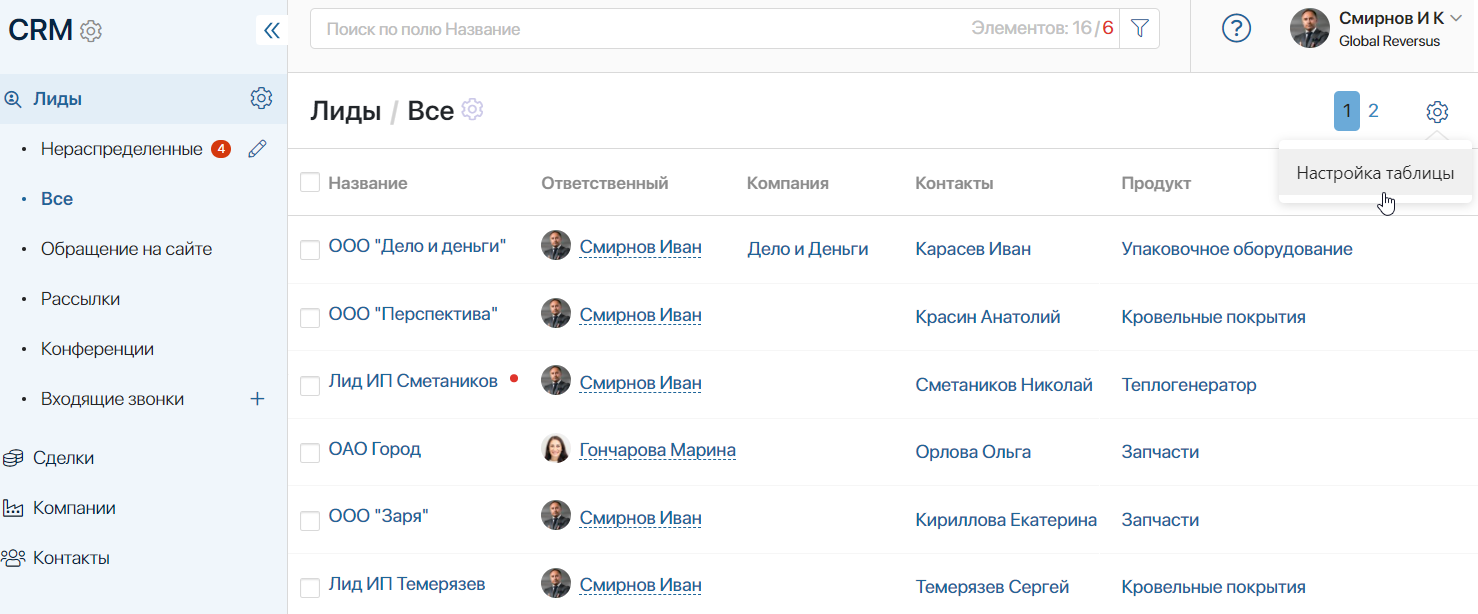 CRM
Поиск по полю Название
Элементов: 16/6
Смирнов И К
Global Reversus
Лиды
Нераспределенные 4
Все
Обращение на сайте
Рассылки
Конференции
Входящие звонки
Сделки
Компании
Контакты
Лиды / Все
1 2
Настройка таблицы
Название Ответственный Компания Контакты Продукт
ООО "Дело и деньги" Смирнов Иван Дело и Деньги Карасев Иван Упаковочное оборудование
ООО "Перспектива" Смирнов Иван Красин Анатолий Кровельные покрытия
Лид ИП Сметаников Смирнов Иван Сметаников Николай Теплогенератор
ОАО Город Гончарова Марина Орлова Ольга Запчасти
ООО "Заря" Смирнов Иван Кириллова Екатерина Запчасти
Лид ИП Темерязев Смирнов Иван Темерязев Сергей Кровельные покрытия